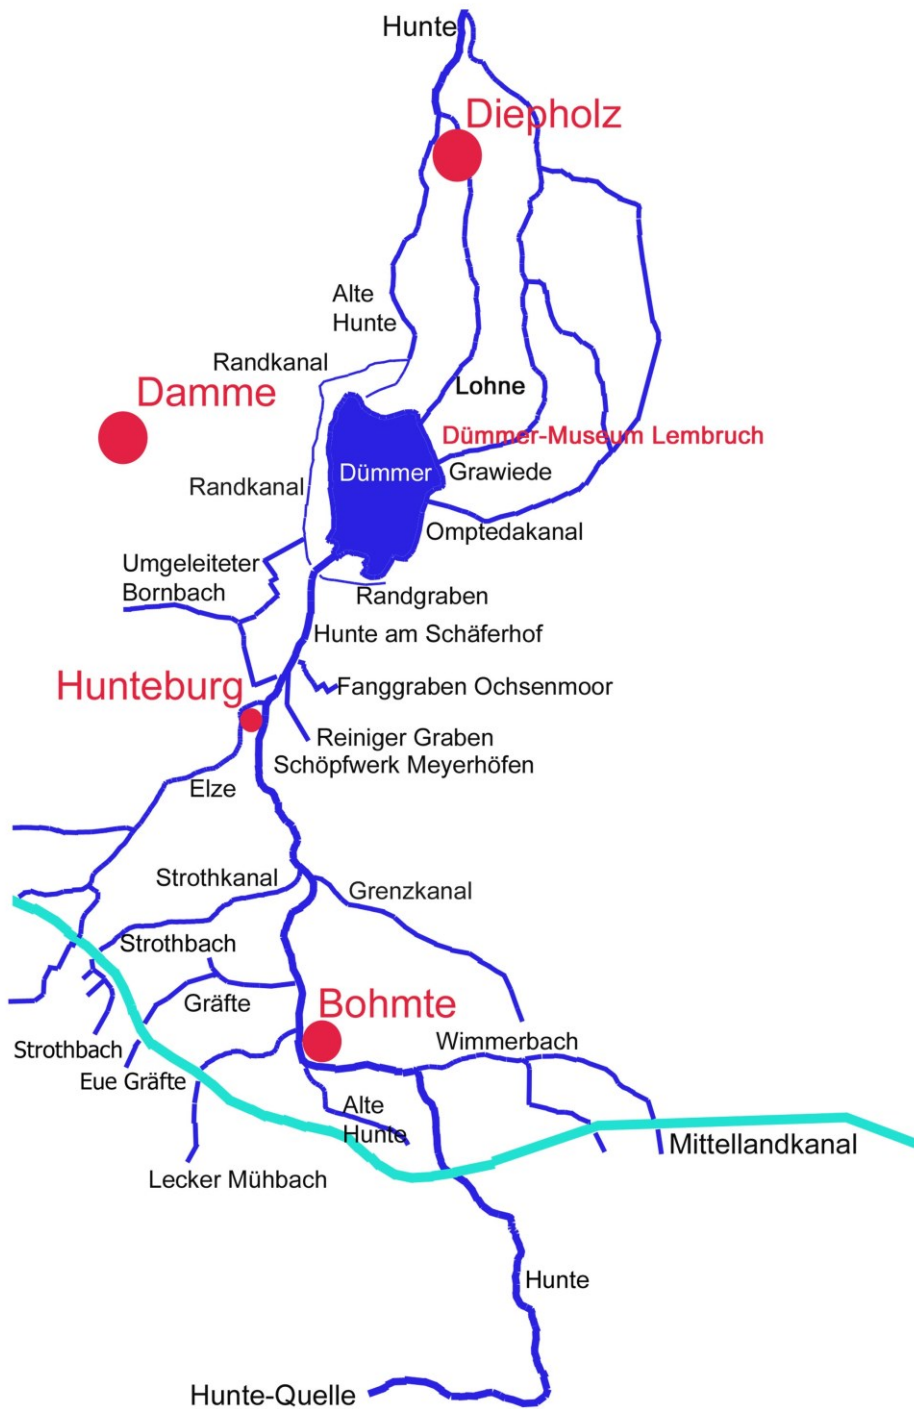 Hunte
Diepholz
Alte
Hunte
Randkanal
Damme
Lohne
Dümmer-Museum Lembruch
Dümmer
Grawiede
Randkanal
Omptedakanal
Umgeleiteter
Bornbach
Randgraben
Hunte am Schäferhof
Hunteburg
Fanggraben Ochsenmoor
Reiniger Graben
Schöpfwerk Meyerhöfen
Elze
Strothkanal
Grenzkanal
Strothbach
Gräfte
Bohmte
Strothbach
Wimmerbach
Eue Gräfte
Alte
Hunte
Mittellandkanal
Lecker Mühbach
Hunte
Hunte-Quelle